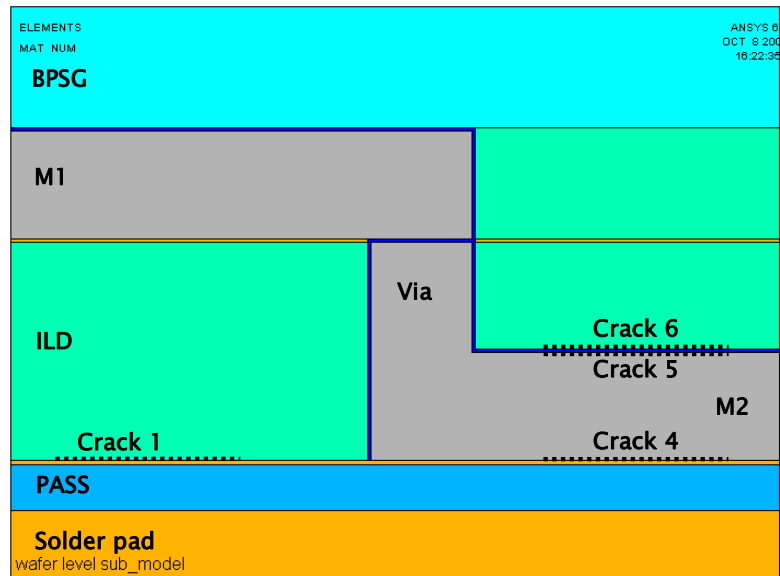 ELEMENTS
MAT NUM
ANSYS 6
OCT 8 200
16:22:35
BPSG
M1
Via
ILD
Crack 6
Crack 5
M2
Crack 1
Crack 4
PASS
Solder pad
wafer level sub_model